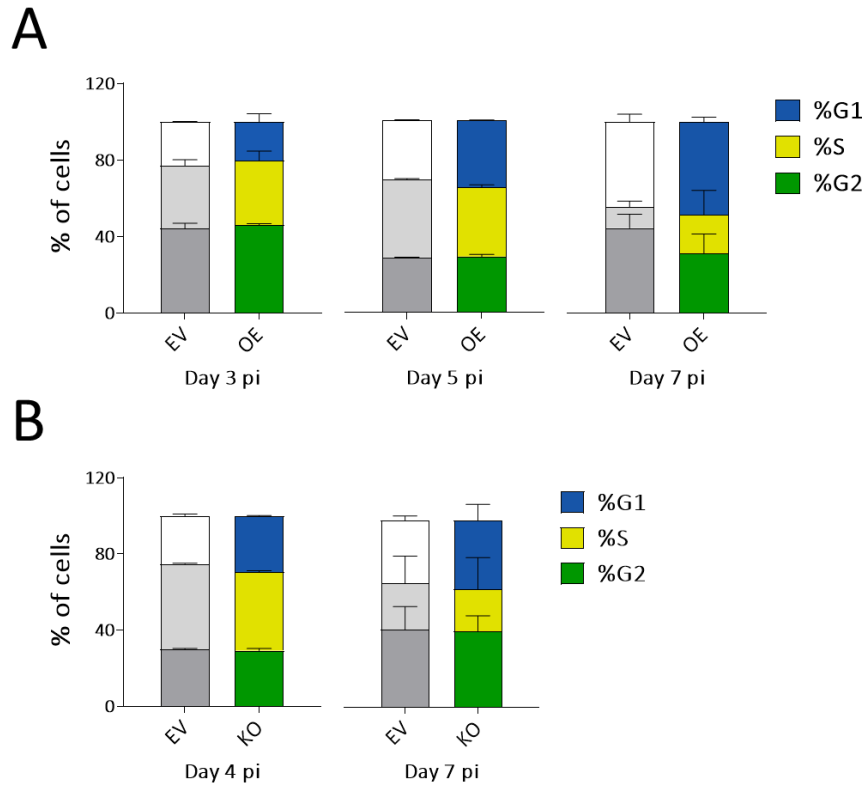 A
% of cells
120
80
40
0
EV
OE
Day 3 pi
EV
OE
Day 5 pi
EV
OE
Day 7 pi
%G1
%S
%G2
B
% of cells
120
80
40
0
EV
KO
Day 4 pi
EV
KO
Day 7 pi
%G1
%S
%G2